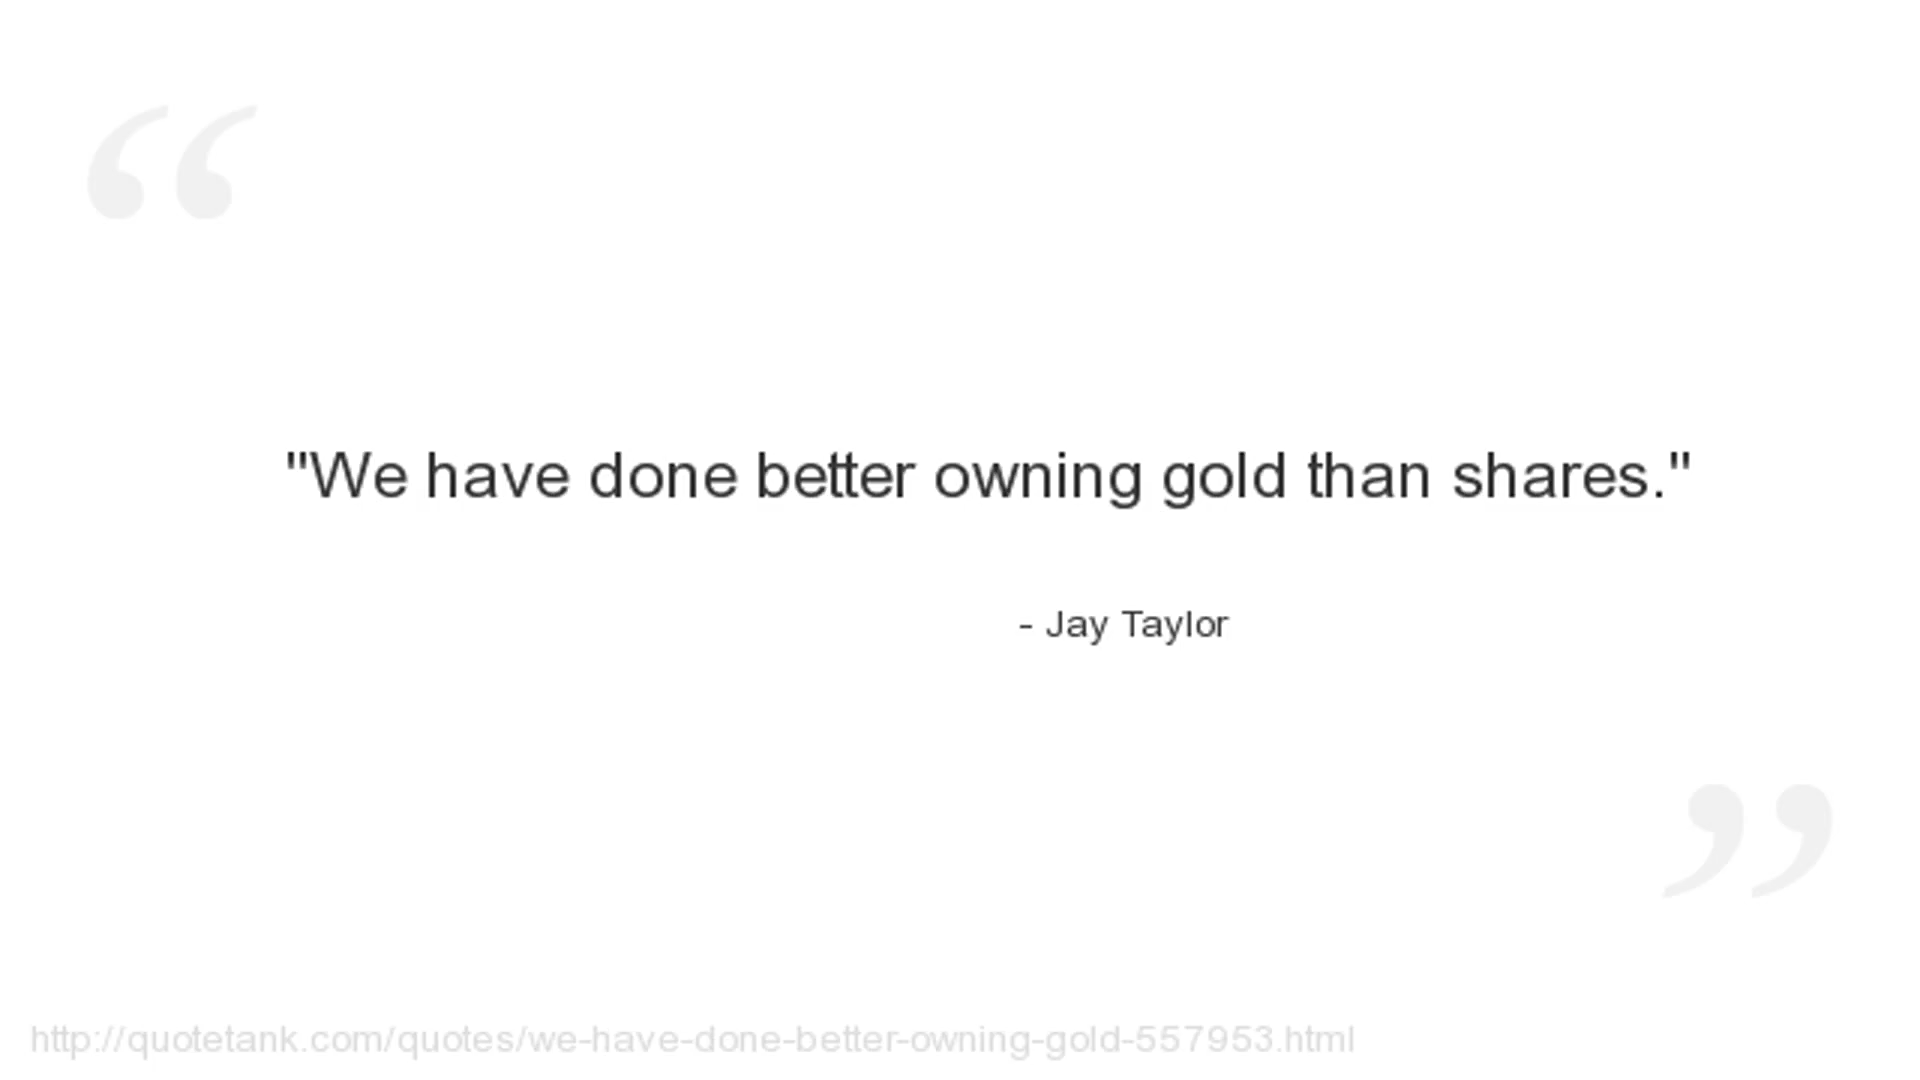 "We have done better owning gold than shares."
- Jay Taylor
http://quotetank.com/quotes/we-have-done-better-owning-gold-557953.html